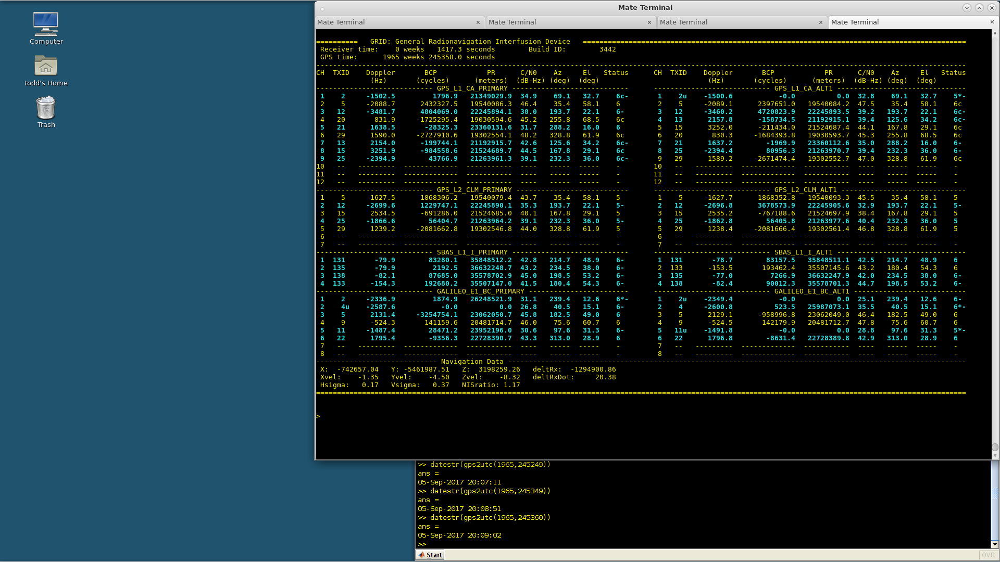 Computer
todd's Home
Trash
Mate Terminal
Mate Terminal Mate Terminal Mate Terminal Mate Terminal
========== GRID: General Radionavigation Interfusion Device ============================================================================================
Receiver time: 0 weeks 1417.3 seconds Build ID: 3442
GPS time: 1965 weeks 245358.0 seconds
CH TXID Doppler BCP PR C/N0 Az El Status CH TXID Doppler BCP PR C/N0 Az El Status
(Hz) (cycles) (meters) (dB-Hz) (deg) (deg) (Hz) (cycles) (meters) (dB-Hz) (deg) (deg)
---------------------------- GPS_L1_CA_PRIMARY ---------------------------- ---------------------------- GPS_L1_CA_ALT1 -------------------------------
1 2 -1502.5 1796.9 21349029.9 34.9 69.1 32.7 6c- 1 2u -1500.6 -0.0 0.0 32.8 69.1 32.7 5*-
2 5 -2088.7 2432327.5 19540086.3 46.4 35.4 58.1 6 2 5 -2089.1 2397651.0 19540084.2 47.5 35.4 58.1 6c
3 12 -3481.7 4804069.0 22245894.1 38.0 193.7 22.1 6- 3 12 -3460.2 4720823.9 22245893.5 39.2 193.7 22.1 6c-
4 20 831.9 -1725295.4 19030594.6 45.2 255.8 68.5 6c 4 13 2157.8 -158734.5 21192915.1 39.4 125.6 34.2 6c-
5 21 1638.5 -28325.3 23360131.6 31.7 288.2 16.0 6 5 15 3252.0 -211434.0 21524687.4 44.1 167.8 29.1 6c
6 29 1590.0 -2727910.6 19302554.1 48.2 328.8 61.9 6c 6 20 830.3 -1684393.8 19030593.7 45.3 255.8 68.5 6c
7 13 2154.0 -199744.1 21192915.7 42.6 125.6 34.2 6c- 7 21 1637.2 -1969.9 23360112.6 35.0 288.2 16.0 6-
8 15 3251.9 -984558.6 21524689.7 44.5 167.8 29.1 6c 8 25 -2394.4 80956.3 21263970.7 39.4 232.3 36.0 6-
9 25 -2394.9 43766.9 21263961.3 39.1 232.3 36.0 6c- 9 29 1589.2 -2671474.4 19302552.7 47.0 328.8 61.9 6c
10 -- --------- ------------- ----------- ---- ----- ---- - 10 -- --------- ------------- ----------- ---- ----- ---- -
11 -- --------- ------------- ----------- ---- ----- ---- - 11 -- --------- ------------- ----------- ---- ----- ---- -
12 -- --------- ------------- ----------- ---- ----- ---- - 12 -- --------- ------------- ----------- ---- ----- ---- -
---------------------------- GPS_L2_CLM_PRIMARY --------------------------- ---------------------------- GPS_L2_CLM_ALT1 ------------------------------
1 5 -1627.5 1868306.2 19540079.4 43.7 35.4 58.1 5 1 5 -1627.7 1868352.8 19540093.3 45.5 35.4 58.1 5
2 12 -2699.6 1229747.1 22245890.1 35.3 193.7 22.1 5- 2 12 -2696.8 3678573.9 22245905.6 32.9 193.7 22.1 5-
3 15 2534.5 -691286.0 21524685.0 40.1 167.8 29.1 5 3 15 2535.2 -767188.6 21524697.9 38.4 167.8 29.1 5
4 25 -1866.6 56404.7 21263964.2 39.1 232.3 36.0 5- 4 25 -1862.8 56405.8 21263977.6 40.4 232.3 36.0 5
5 29 1239.2 -2081662.8 19302546.8 44.0 328.8 61.9 5 5 29 1238.4 -2081666.4 19302561.4 46.8 328.8 61.9 5
6 -- --------- ------------- ----------- ---- ----- ---- - 6 -- --------- ------------- ----------- ---- ----- ---- -
7 -- --------- ------------- ----------- ---- ----- ---- - 7 -- --------- ------------- ----------- ---- ----- ---- -
---------------------------- SBAS_L1_I_PRIMARY ---------------------------- ---------------------------- SBAS_L1_I_ALT1 -------------------------------
1 131 -79.9 83280.1 35848512.2 42.8 214.7 48.9 6- 1 131 -78.7 83157.5 35848511.1 42.5 214.7 48.9 6
2 135 -79.9 2192.5 36632248.7 43.2 234.5 38.0 6- 2 133 -153.5 193462.4 35507145.6 43.2 180.4 54.3 6
3 138 -82.1 87685.0 35578702.9 45.0 198.5 53.2 6- 3 135 -77.0 7266.9 36632247.9 42.0 234.5 38.0 6-
4 133 -154.3 192680.2 35507147.0 41.5 180.4 54.3 6- 4 138 -82.4 90012.3 35578701.3 44.7 198.5 53.2 6-
---------------------------- GALILEO_E1_BC_PRIMARY ------------------------ ---------------------------- GALILEO_E1_BC_ALT1 ---------------------------
1 2 -2336.9 1874.9 26248521.9 31.1 239.4 12.6 6*- 1 2u -2349.4 -0.0 0.0 25.1 239.4 12.6 6-
2 4u -2587.6 -0.0 0.0 26.8 40.5 15.1 6- 2 4 -2600.8 523.5 25987073.1 35.5 40.5 15.1 6*-
3 5 2131.4 -3254754.1 23062050.7 45.8 182.5 49.0 6 3 5 2129.1 -958996.8 23062049.0 46.4 182.5 49.0 6
4 9 -524.3 141159.6 20481714.7 46.0 75.6 60.7 6 4 9 -524.5 142179.9 20481712.7 47.8 75.6 60.7 6
5 11 -1487.4 28471.2 23952196.0 30.6 97.6 31.3 6- 5 11u -1491.8 -0.0 0.0 28.8 97.6 31.3 5*-
6 22 1795.4 -9356.3 22728390.7 43.3 313.0 28.9 6 6 22 1796.8 -8631.4 22728389.8 42.9 313.0 28.9 6
7 -- --------- ------------- ----------- ---- ----- ---- - 7 -- --------- ------------- ----------- ---- ----- ---- -
8 -- --------- ------------- ----------- ---- ----- ---- - 8 -- --------- ------------- ----------- ---- ----- ---- -
----------------------------- Navigation Data --------------------------------------------------------------------------------------------------------------
X: -742657.04 Y: -5461987.51 Z: 3198259.26 deltRx: -1294900.86
Xvel: -1.35 Yvel: -4.50 Zvel: -8.32 deltRxDot: 20.38
Hsigma: 0.17 Vsigma: 0.37 NISratio: 1.17
>
>> datestr(gps2utc(1965,245249))
ans =
05-Sep-2017 20:07:11
>> datestr(gps2utc(1965,245349))
ans =
05-Sep-2017 20:08:51
>> datestr(gps2utc(1965,245360))
ans =
05-Sep-2017 20:09:02
>>
Start OVR